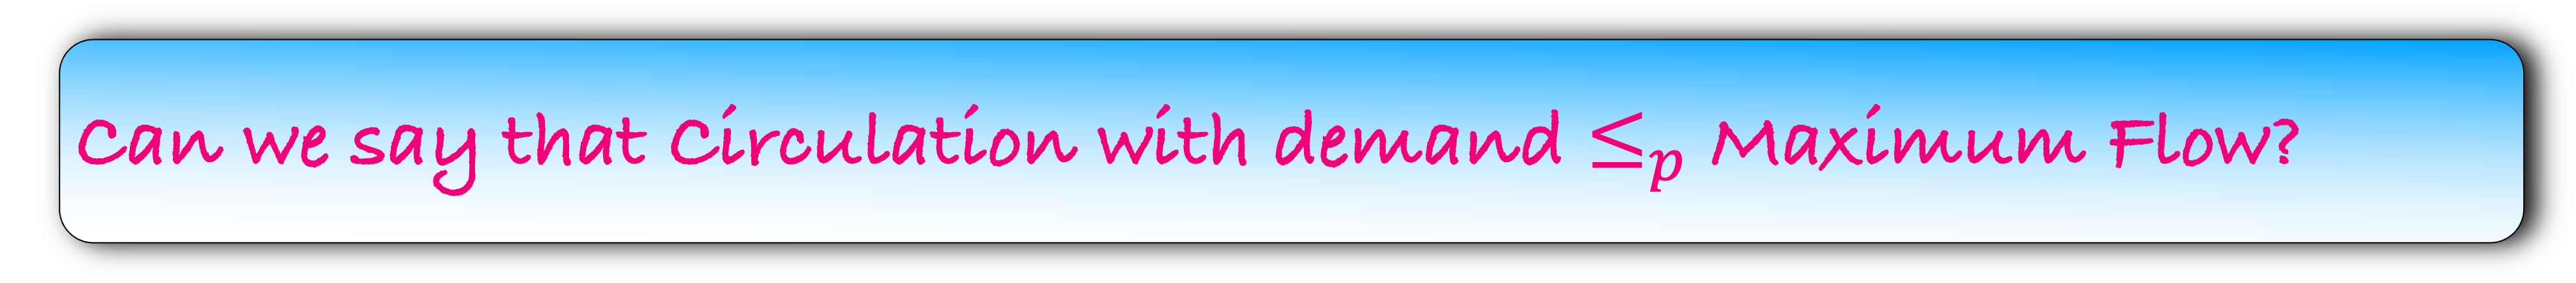 Can we say that Circulation with demand ≤ₚ Maximum Flow?